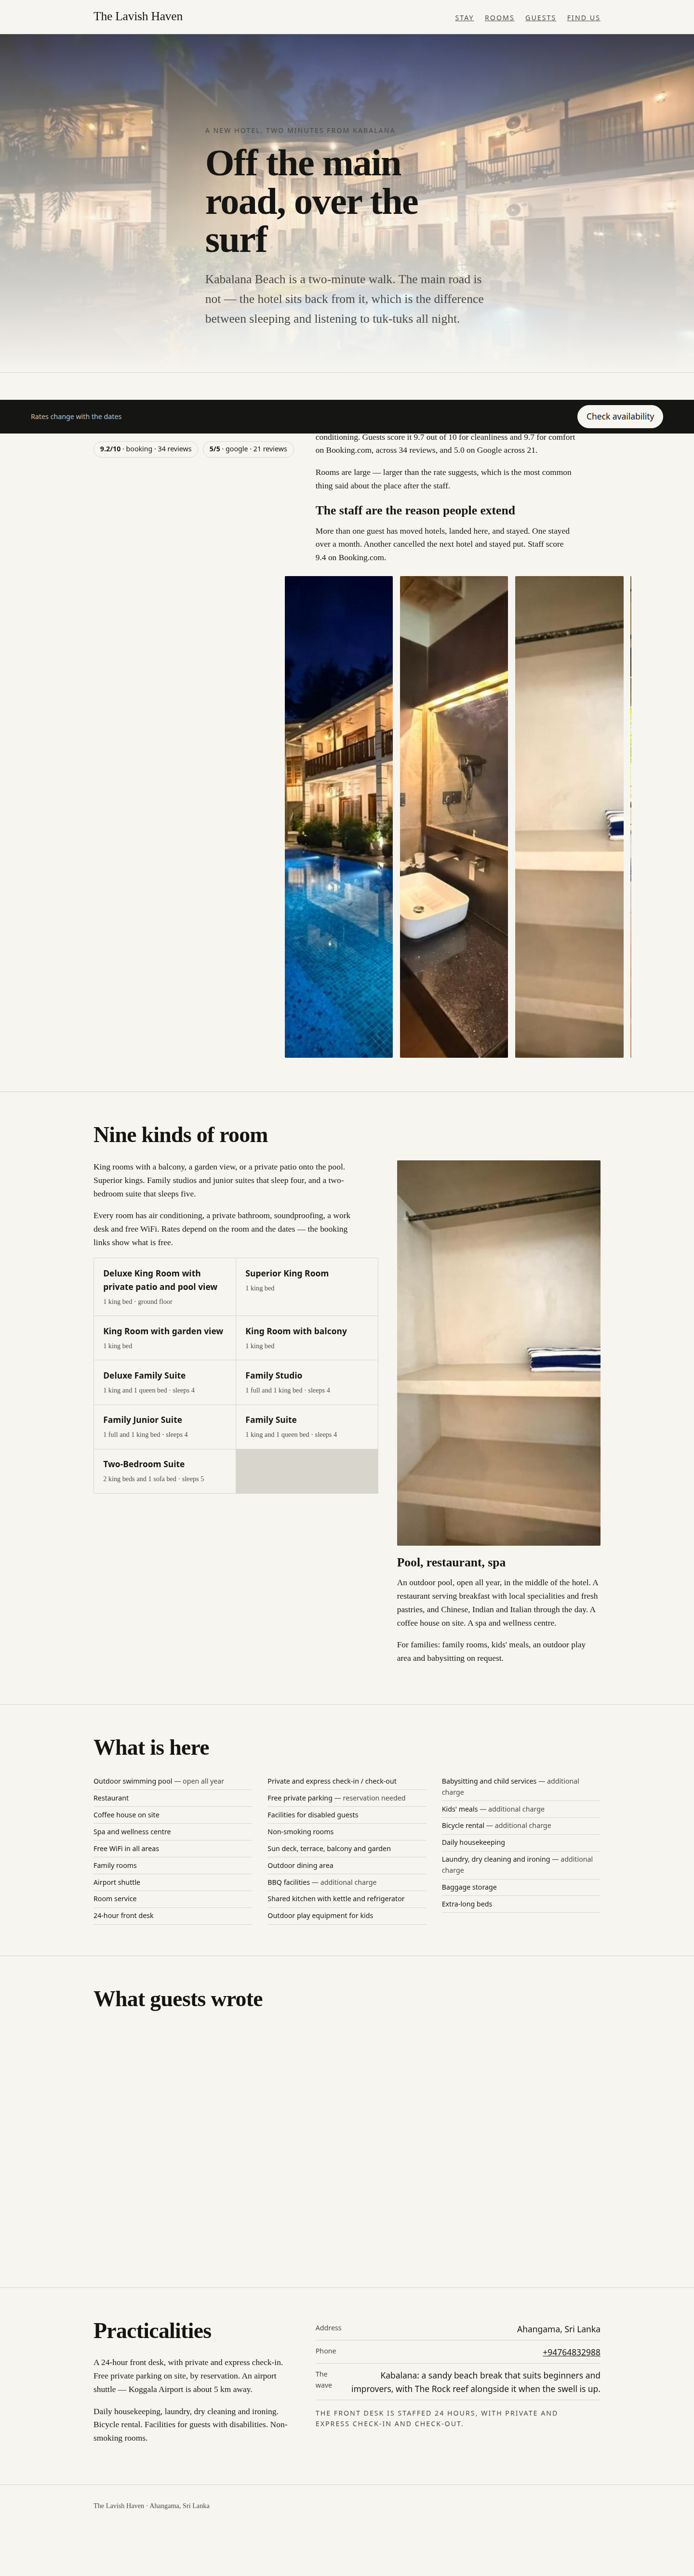 The Lavish Haven
STAY ROOMS GUESTS FIND US
A NEW HOTEL, TWO MINUTES FROM KABALANA
Off the main
road, over the
surf
Kabalana Beach is a two-minute walk. The main road is
not — the hotel sits back from it, which is the difference
between sleeping and listening to tuk-tuks all night.
Rates change with the dates
Check availability
9.2/10 · booking · 34 reviews
5/5 · google · 21 reviews
conditioning. Guests score it 9.7 out of 10 for cleanliness and 9.7 for comfort
on Booking.com, across 34 reviews, and 5.0 on Google across 21.
Rooms are large — larger than the rate suggests, which is the most common
thing said about the place after the staff.
The staff are the reason people extend
More than one guest has moved hotels, landed here, and stayed. One stayed
over a month. Another cancelled the next hotel and stayed put. Staff score
9.4 on Booking.com.
Nine kinds of room
King rooms with a balcony, a garden view, or a private patio onto the pool.
Superior kings. Family studios and junior suites that sleep four, and a two-
bedroom suite that sleeps five.
Every room has air conditioning, a private bathroom, soundproofing, a work
desk and free WiFi. Rates depend on the room and the dates — the booking
links show what is free.
Deluxe King Room with
private patio and pool view
1 king bed · ground floor
Superior King Room
1 king bed
King Room with garden view
1 king bed
King Room with balcony
1 king bed
Deluxe Family Suite
1 king and 1 queen bed · sleeps 4
Family Studio
1 full and 1 king bed · sleeps 4
Family Junior Suite
1 full and 1 king bed · sleeps 4
Family Suite
1 king and 1 queen bed · sleeps 4
Two-Bedroom Suite
2 king beds and 1 sofa bed · sleeps 5
Pool, restaurant, spa
An outdoor pool, open all year, in the middle of the hotel. A
restaurant serving breakfast with local specialities and fresh
pastries, and Chinese, Indian and Italian through the day. A
coffee house on site. A spa and wellness centre.
For families: family rooms, kids' meals, an outdoor play
area and babysitting on request.
What is here
Outdoor swimming pool — open all year
Restaurant
Coffee house on site
Spa and wellness centre
Free WiFi in all areas
Family rooms
Airport shuttle
Room service
24-hour front desk
Private and express check-in / check-out
Free private parking — reservation needed
Facilities for disabled guests
Non-smoking rooms
Sun deck, terrace, balcony and garden
Outdoor dining area
BBQ facilities — additional charge
Shared kitchen with kettle and refrigerator
Outdoor play equipment for kids
Babysitting and child services — additional
charge
Kids' meals — additional charge
Bicycle rental — additional charge
Daily housekeeping
Laundry, dry cleaning and ironing — additional
charge
Baggage storage
Extra-long beds
What guests wrote
Practicalities
A 24-hour front desk, with private and express check-in.
Free private parking on site, by reservation. An airport
shuttle — Koggala Airport is about 5 km away.
Daily housekeeping, laundry, dry cleaning and ironing.
Bicycle rental. Facilities for guests with disabilities. Non-
smoking rooms.
Address
Ahangama, Sri Lanka
Phone
+94764832988
The
wave
Kabalana: a sandy beach break that suits beginners and
improvers, with The Rock reef alongside it when the swell is up.
THE FRONT DESK IS STAFFED 24 HOURS, WITH PRIVATE AND
EXPRESS CHECK-IN AND CHECK-OUT.
The Lavish Haven · Ahangama, Sri Lanka